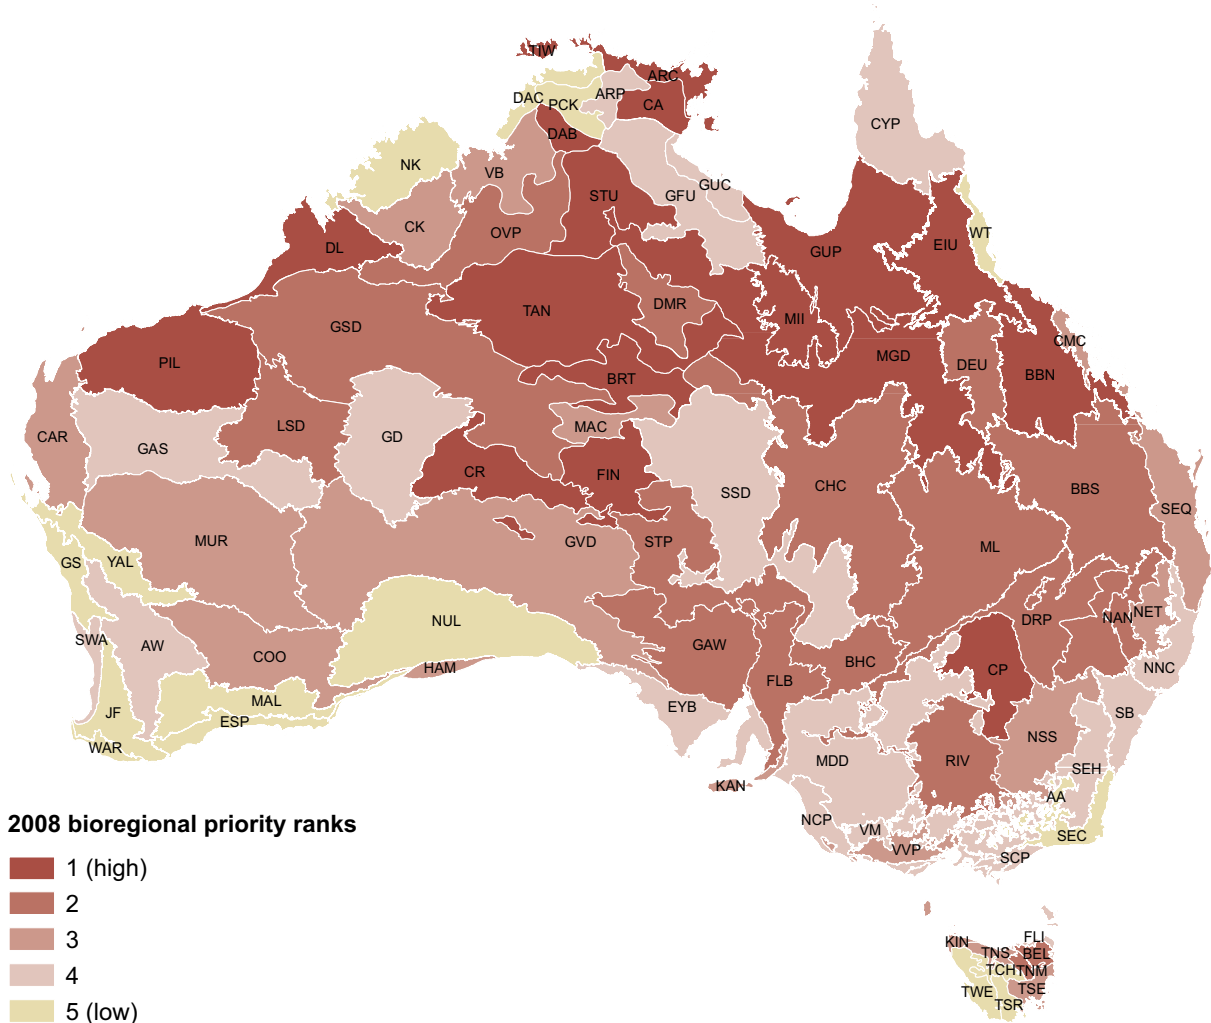 TIW
ARC
DAC
PCK
ARP
CA
CYP
DAB
NK
VB
STU
GFU
GUC
CK
OVP
DL
GUP
EIU
WT
TAN
DMR
MII
GSD
PIL
MGD
DEU
CMC
BRT
BBN
CAR
GAS
LSD
GD
MAC
CR
FIN
SSD
CHC
BBS
SEQ
MUR
GVD
STP
ML
GS
YAL
NUL
DRP
NAN
NET
SWA
AW
COO
HAM
GAW
BHC
CP
NNC
FLB
MAL
JF
ESP
WAR
EYB
SB
NSS
MDD
RIV
SEH
KAN
AA
NCP
VM
VVP
SEC
SCP
2008 bioregional priority ranks
1 (high)
2
3
4
5 (low)
KIN
FLI
TNS
BEL
TCH
TNM
TWE
TSE
TSR